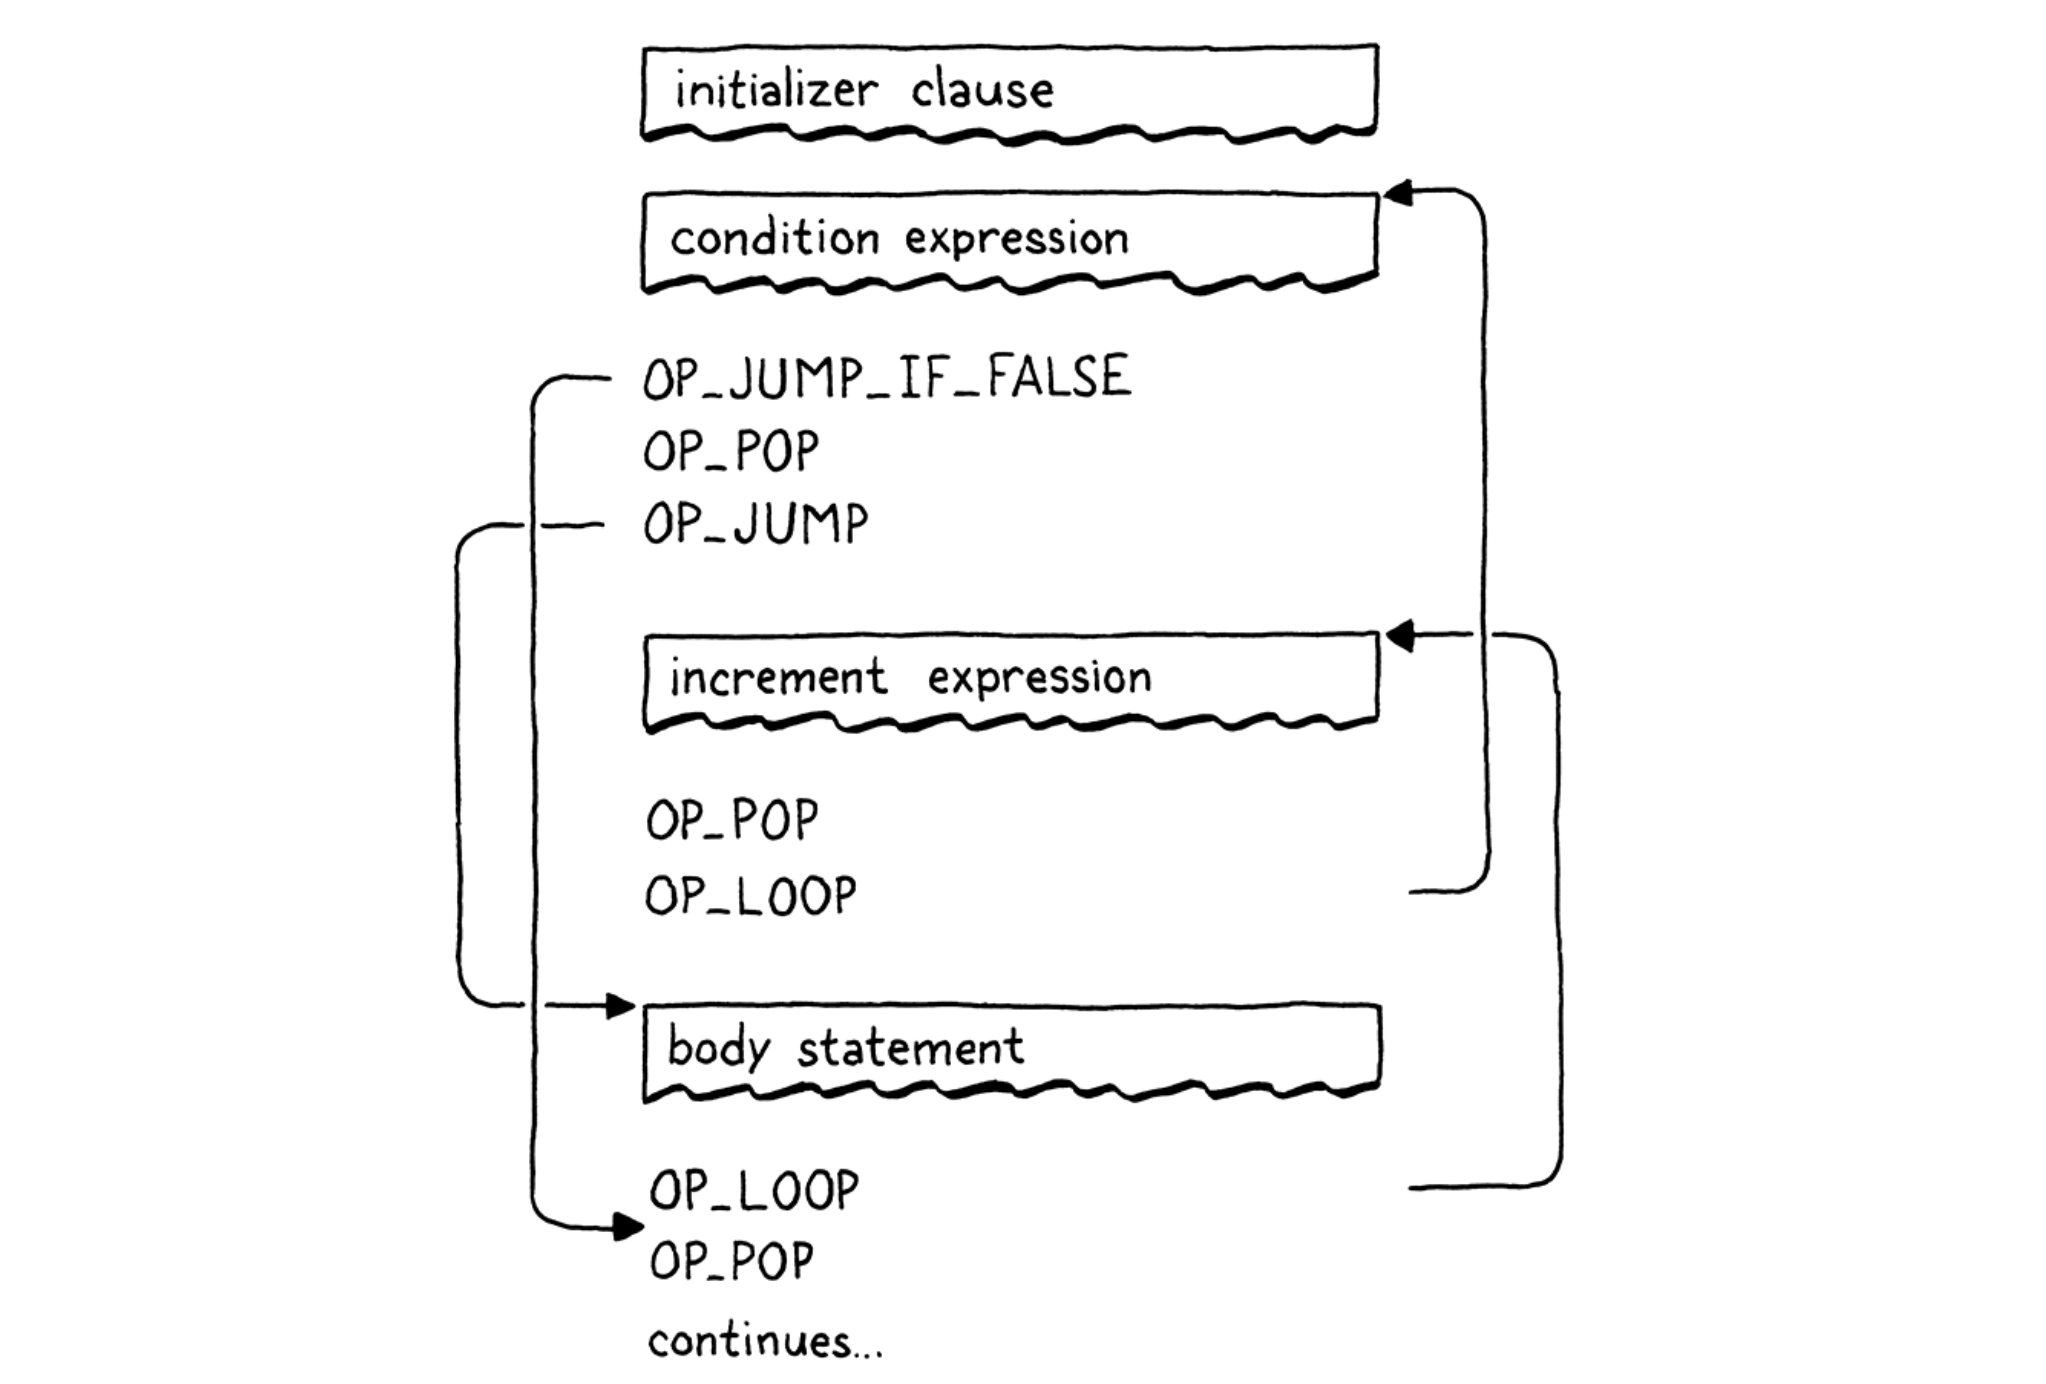 initializer clause
condition expression
OP_JUMP_IF_FALSE
OP_POP
OP_JUMP
increment expression
OP_POP
OP_LOOP
body statement
OP_LOOP
OP_POP
continues...